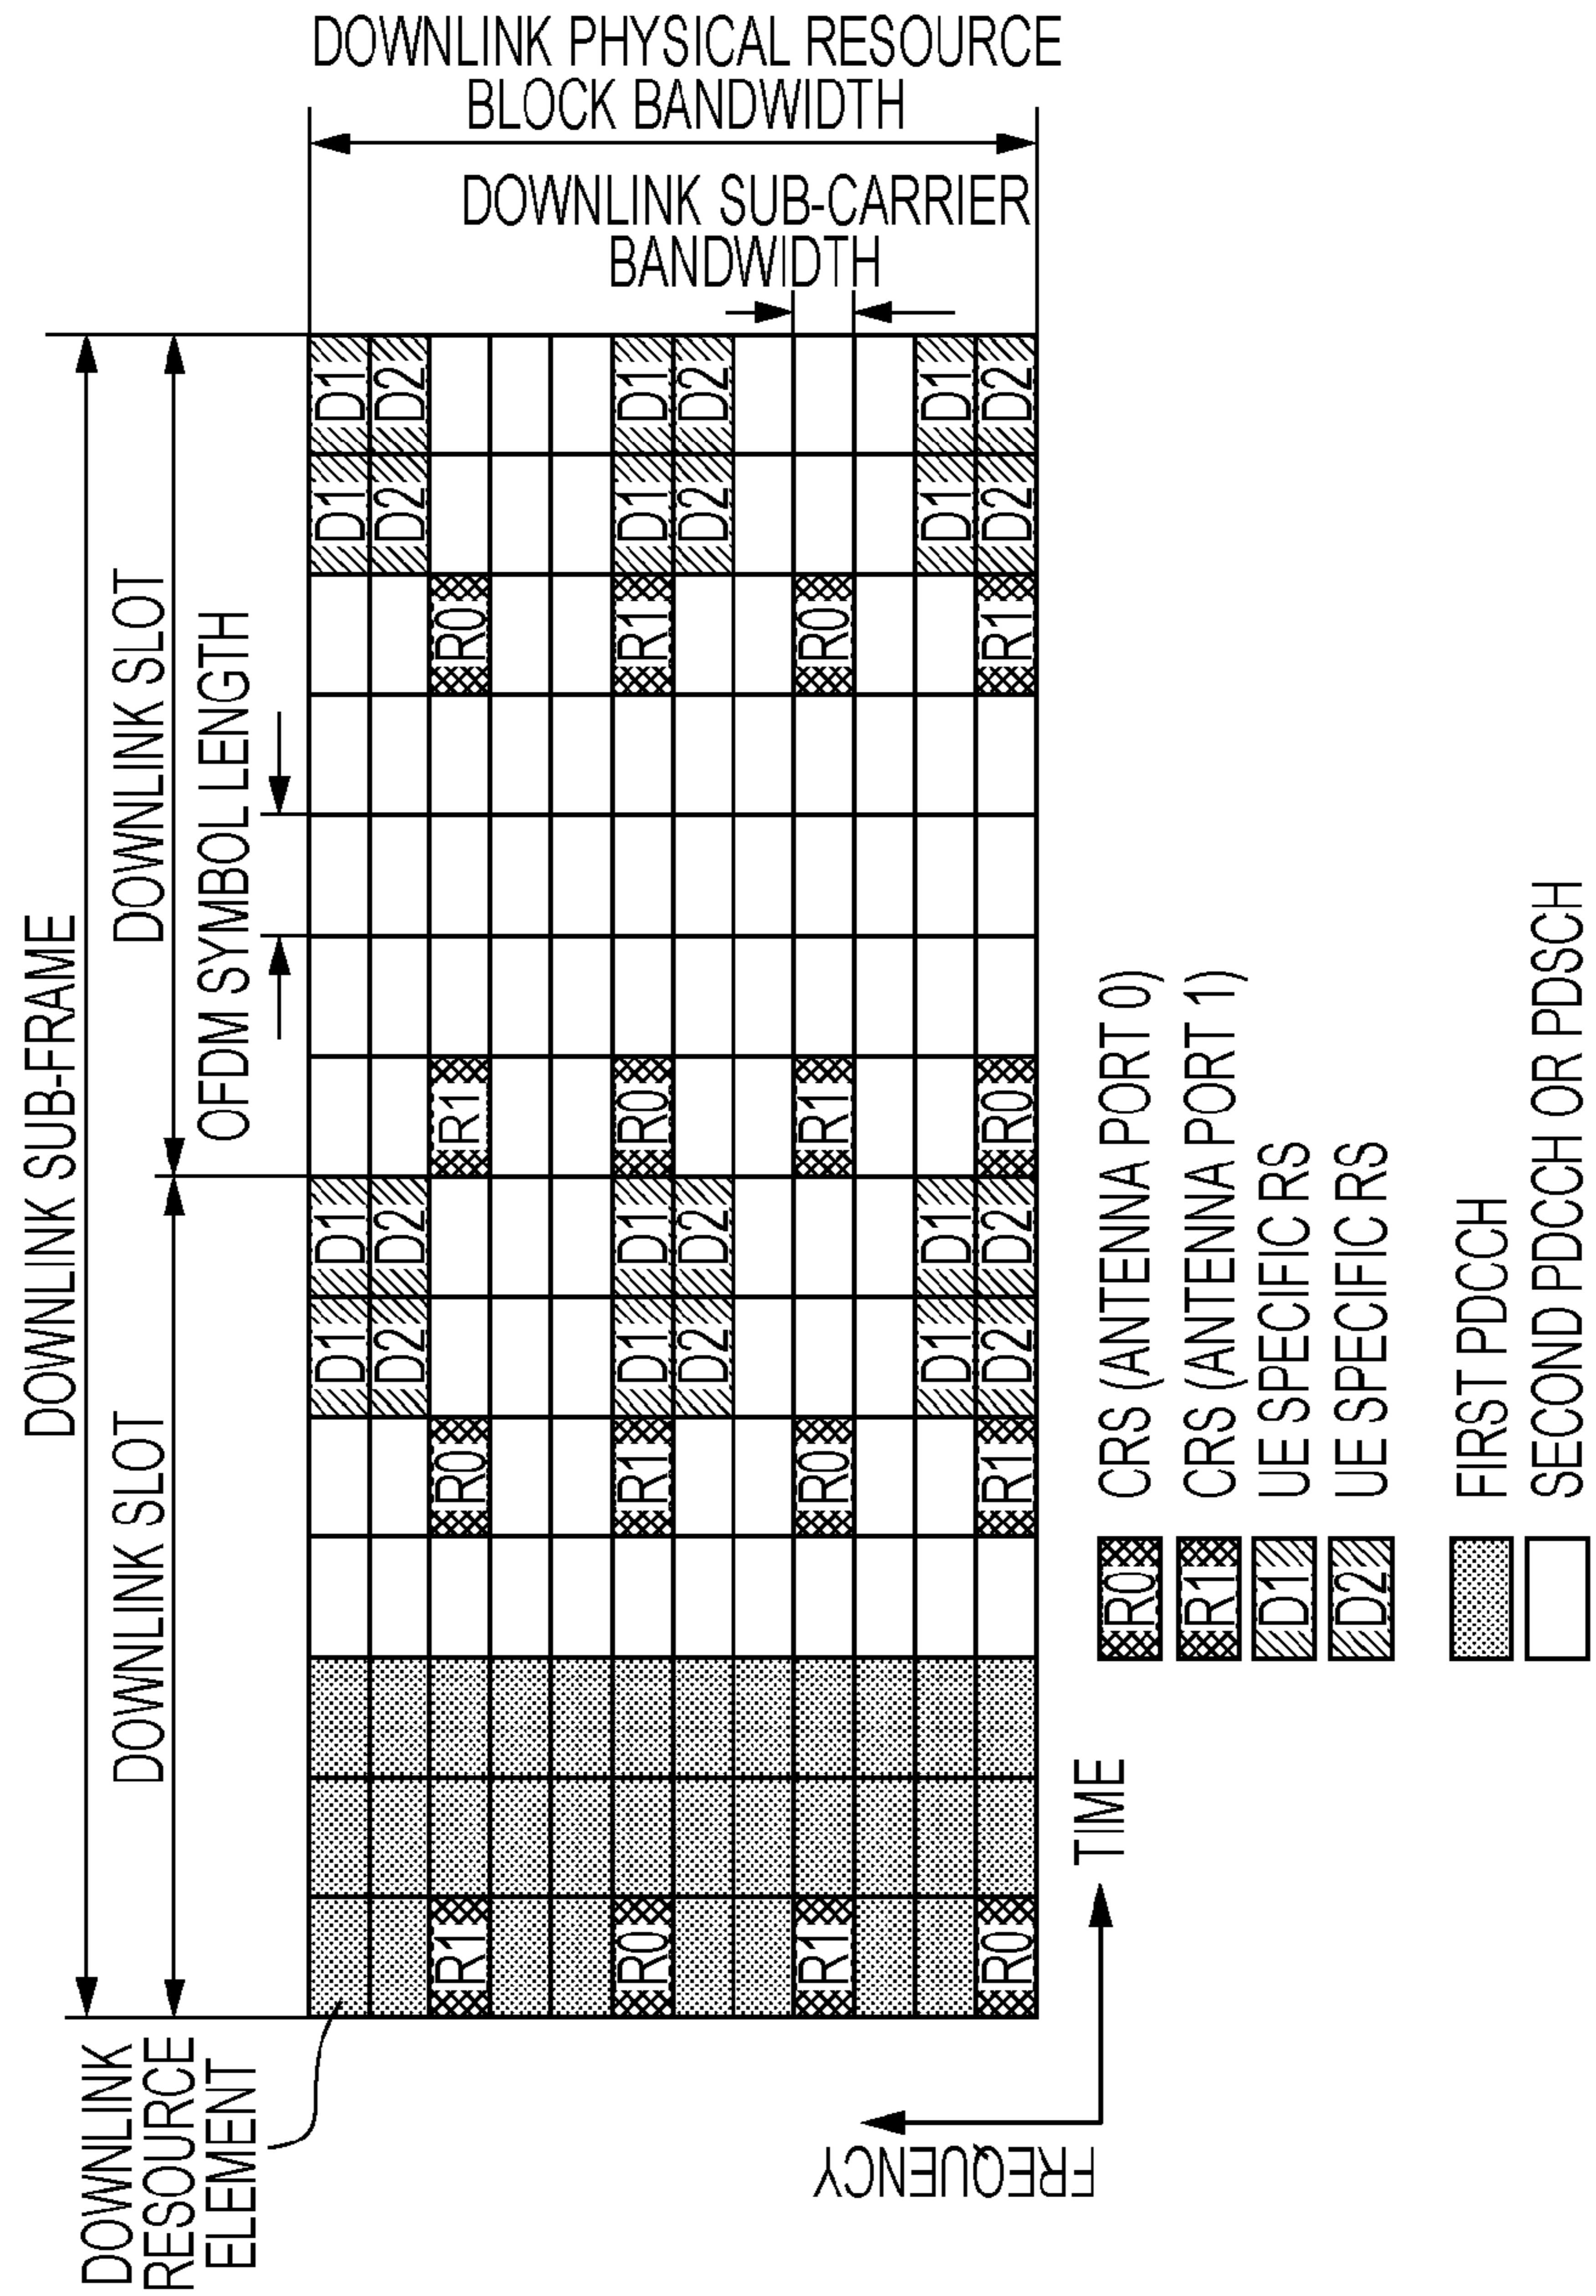 DOWNLINK SUB-FRAME
DOWNLINK SLOT
DOWNLINK SLOT
OFDM SYMBOL LENGTH
DOWNLINK
RESOURCE
ELEMENT
D1 D1 D1 D1
D2 D2 D2 D2
R1 R0 R1 R0
R0 R1 D1 D1 R0 R1 D1 D1
D2 D2 D2 D2
R1 R0 R1 R0
D1 D1 D1 D1
R0 R1 D2 D2 R0 R1 D2 D2
DOWNLINK PHYSICAL RESOURCE
BLOCK BANDWIDTH
DOWNLINK SUB-CARRIER
BANDWIDTH
FREQUENCY
TIME
R0 CRS (ANTENNA PORT 0)
R1 CRS (ANTENNA PORT 1)
D1 UE SPECIFIC RS
D2 UE SPECIFIC RS
FIRST PDCCH
SECOND PDCCH OR PDSCH